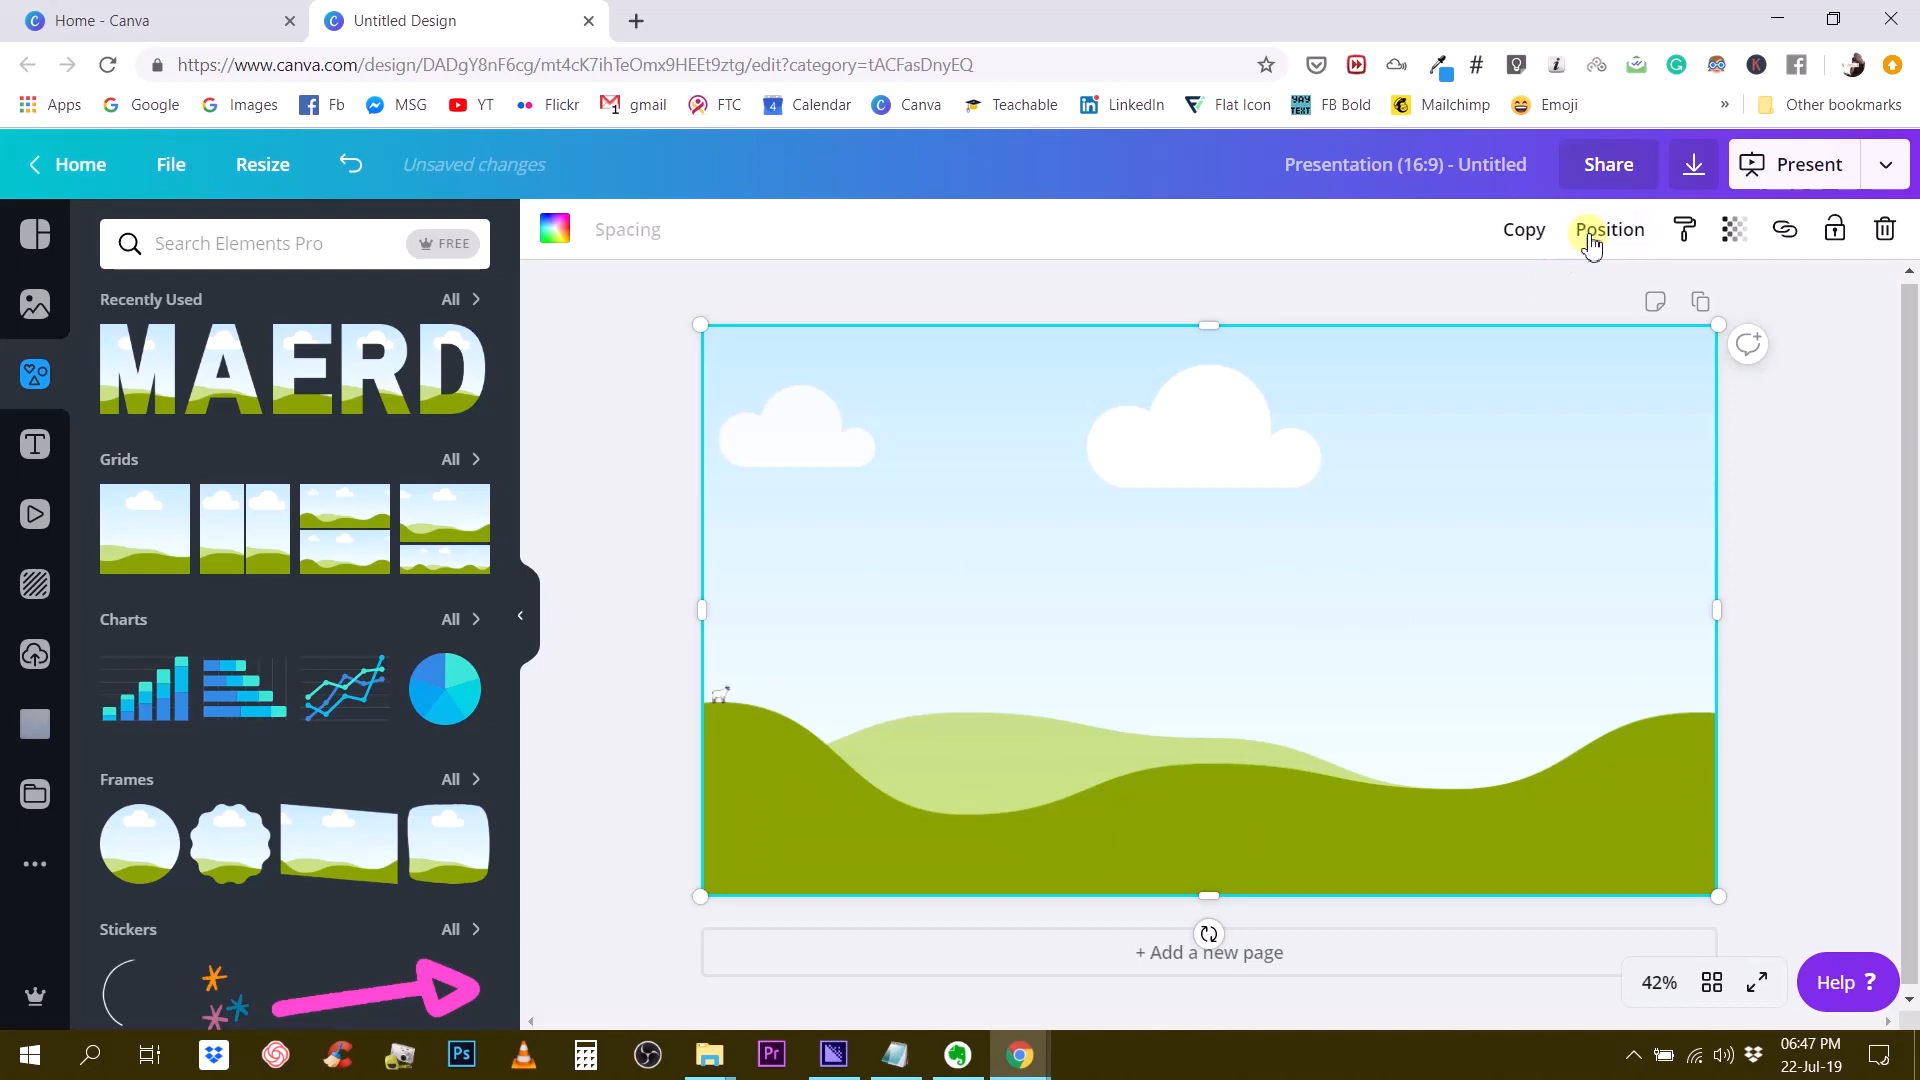 Home - Canva
Untitled Design
https://www.canva.com/design/DADgY8nF6cg/mt4cK7ihTeOmx9HEEt9ztg/edit?category=tACFasDnyEQ
Apps Google Images Fb MSG YT Flickr gmail FTC Calendar Canva Teachable LinkedIn Flat Icon FB Bold Mailchimp Emoji » Other bookmarks
Home File Resize Unsaved changes Presentation (16:9) - Untitled Share Present
Search Elements Pro FREE
Spacing Copy Position
Recently Used All
MAERD
Grids All
Charts All
Frames All
Stickers All
+ Add a new page
42% Help ?
06:47 PM
22-Jul-19